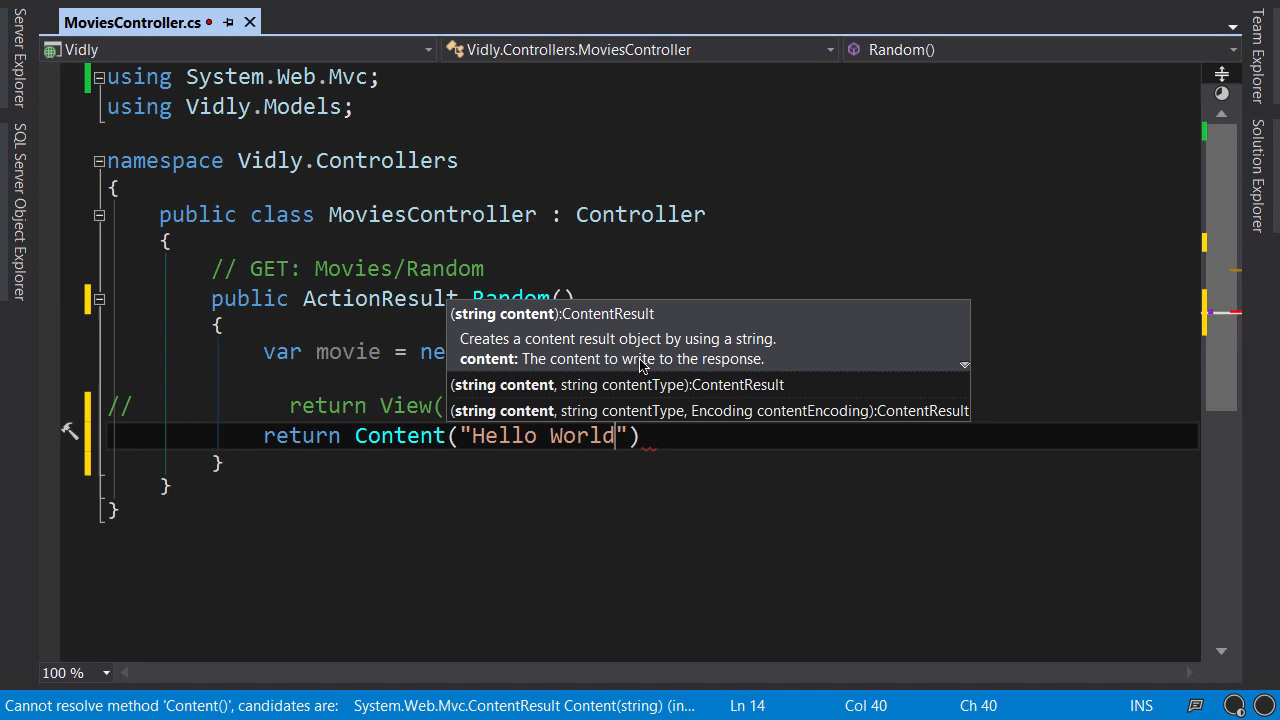 MoviesController.cs
Server Explorer
SQL Server Object Explorer
Team Explorer
Solution Explorer
Vidly
Vidly.Controllers.MoviesController
Random()
using System.Web.Mvc;
using Vidly.Models;
namespace Vidly.Controllers
{
public class MoviesController : Controller
{
// GET: Movies/Random
public ActionResult Random()
{
var movie = ne
(string content):ContentResult
Creates a content result object by using a string.
content: The content to write to the response.
(string content, string contentType):ContentResult
(string content, string contentType, Encoding contentEncoding):ContentResult
// return View(
return Content("Hello World")
}
}
}
100 %
Cannot resolve method 'Content()', candidates are: System.Web.Mvc.ContentResult Content(string) (in... Ln 14 Col 40 Ch 40 INS